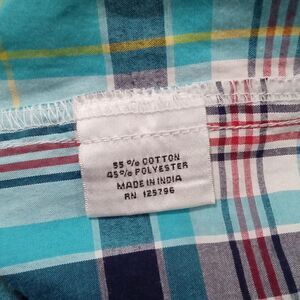 55% COTTON
45% POLYESTER
MADE IN INDIA
RN 125796